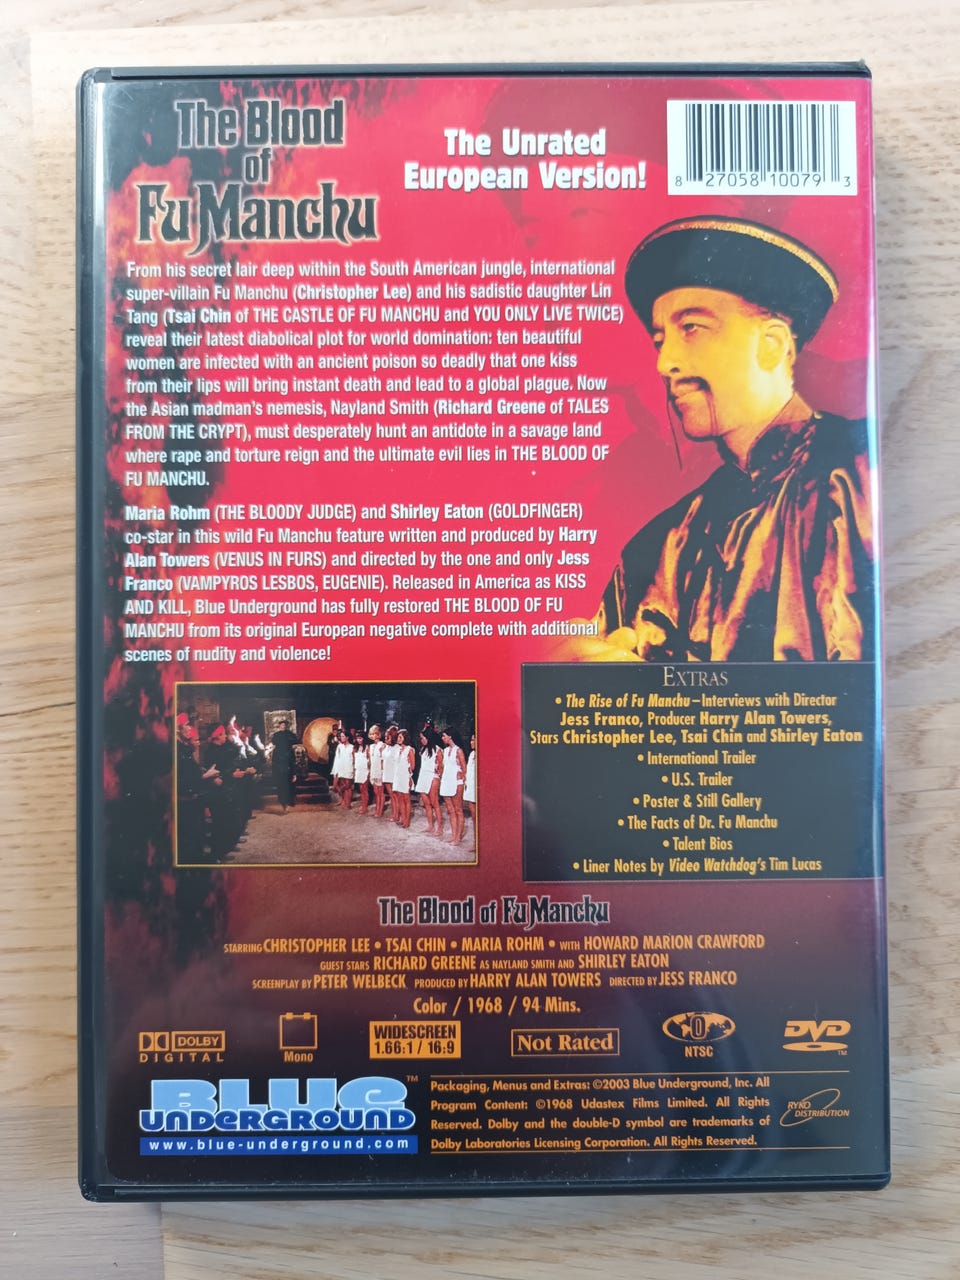 The Blood
of
Fu Manchu
The Unrated
European Version!
8 27058 10079 3
From his secret lair deep within the South American jungle, international
super-villain Fu Manchu (Christopher Lee) and his sadistic daughter Lin
Tang (Tsai Chin of THE CASTLE OF FU MANCHU and YOU ONLY LIVE TWICE)
reveal their latest diabolical plot for world domination: ten beautiful
women are infected with an ancient poison so deadly that one kiss
from their lips will bring instant death and lead to a global plague. Now
the Asian madman's nemesis, Nayland Smith (Richard Greene of TALES
FROM THE CRYPT), must desperately hunt an antidote in a savage land
where rape and torture reign and the ultimate evil lies in THE BLOOD OF
FU MANCHU.
Maria Rohm (THE BLOODY JUDGE) and Shirley Eaton (GOLDFINGER)
co-star in this wild Fu Manchu feature written and produced by Harry
Alan Towers (VENUS IN FURS) and directed by the one and only Jess
Franco (VAMPYROS LESBOS, EUGENIE). Released in America as KISS
AND KILL, Blue Underground has fully restored THE BLOOD OF FU
MANCHU from its original European negative complete with additional
scenes of nudity and violence!
EXTRAS
• The Rise of Fu Manchu–Interviews with Director
Jess Franco, Producer Harry Alan Towers,
Stars Christopher Lee, Tsai Chin and Shirley Eaton
• International Trailer
• U.S. Trailer
• Poster & Still Gallery
• The Facts of Dr. Fu Manchu
• Talent Bios
• Liner Notes by Video Watchdog's Tim Lucas
The Blood of Fu Manchu
STARRING CHRISTOPHER LEE • TSAI CHIN • MARIA ROHM • WITH HOWARD MARION CRAWFORD
GUEST STARS RICHARD GREENE AS NAYLAND SMITH AND SHIRLEY EATON
SCREENPLAY BY PETER WELBECK PRODUCED BY HARRY ALAN TOWERS DIRECTED BY JESS FRANCO
Color / 1968 / 94 Mins.
DOLBY
DIGITAL
Mono
WIDESCREEN
1.66:1 / 16:9
Not Rated
0
NTSC
DVD
TM
BLUE TM
UNDERGROUND
www.blue-underground.com
Packaging, Menus and Extras: ©2003 Blue Underground, Inc. All
Program Content: ©1968 Udastex Films Limited. All Rights
Reserved. Dolby and the double-D symbol are trademarks of
Dolby Laboratories Licensing Corporation. All Rights Reserved.
RYKO
DISTRIBUTION